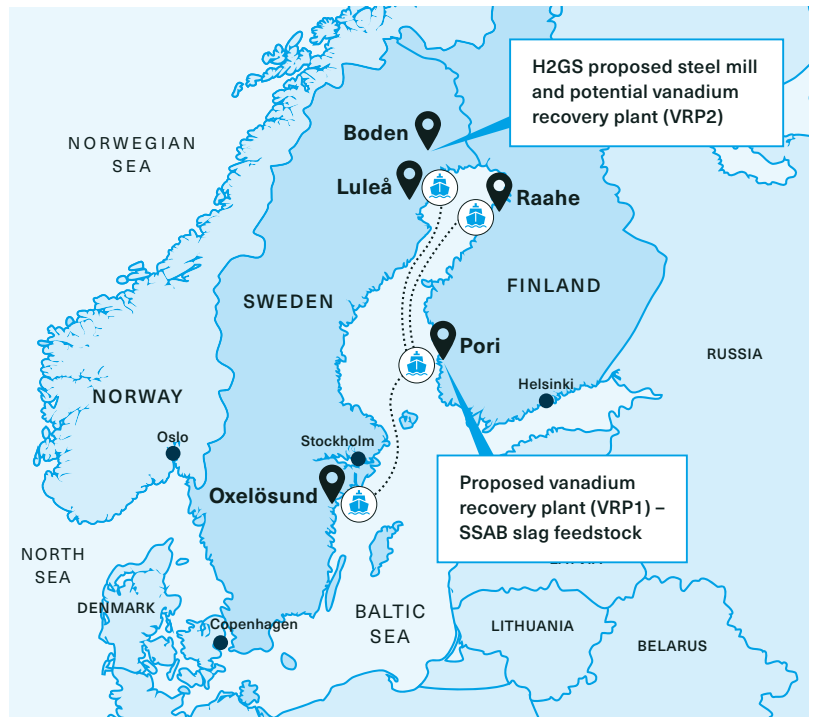 H2GS proposed steel mill
and potential vanadium
recovery plant (VRP2)
NORWEGIAN
SEA
Boden
Luleå
Raahe
SWEDEN
FINLAND
Pori
RUSSIA
Helsinki
NORWAY
Oslo
Stockholm
Oxelösund
Proposed vanadium
recovery plant (VRP1) –
SSAB slag feedstock
NORTH
SEA
DENMARK
Copenhagen
BALTIC
SEA
LITHUANIA
BELARUS